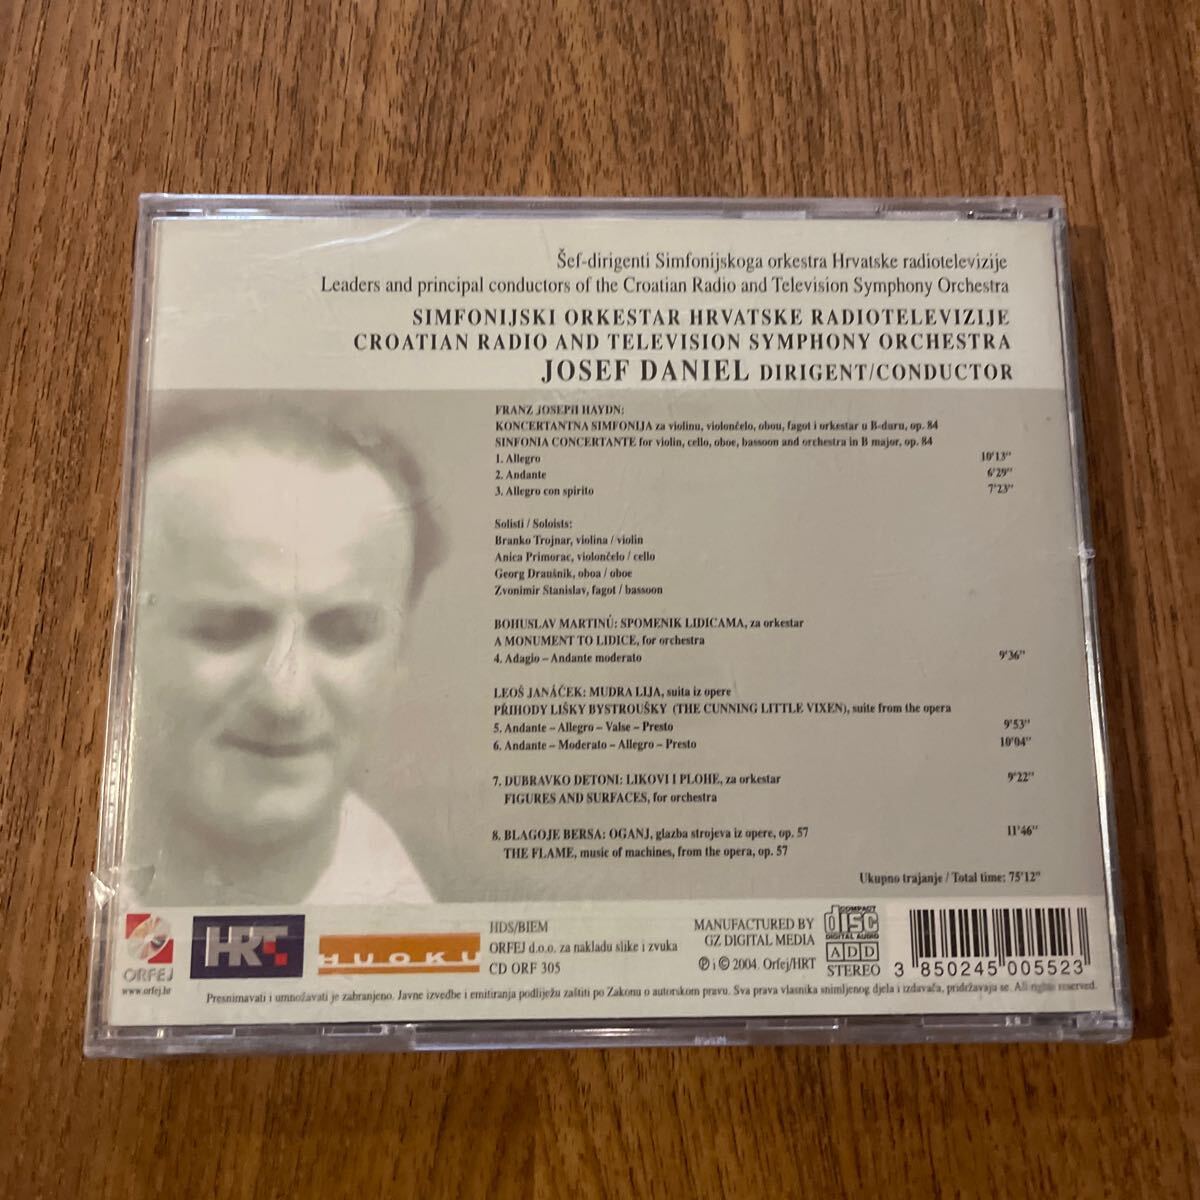 Šef-dirigenti Simfonijskoga orkestra Hrvatske radiotelevizije
Leaders and principal conductors of the Croatian Radio and Television Symphony Orchestra
SIMFONIJSKI ORKESTAR HRVATSKE RADIOTELEVIZIJE
CROATIAN RADIO AND TELEVISION SYMPHONY ORCHESTRA
JOSEF DANIEL DIRIGENT/CONDUCTOR
FRANZ JOSEPH HAYDN:
KONCERTANTNA SIMFONIJA za violinu, violončelo, obou, fagot i orkestar u B-duru, op. 84
SINFONIA CONCERTANTE for violin, cello, oboe, bassoon and orchestra in B major, op. 84
1. Allegro 10'13"
2. Andante 6'29"
3. Allegro con spirito 7'23"
Solisti / Soloists:
Branko Trojnar, violina / violin
Anica Primorac, violončelo / cello
Georg Draušnik, oboa / oboe
Zvonimir Stanislav, fagot / bassoon
BOHUSLAV MARTINŮ: SPOMENIK LIDICAMA, za orkestar
A MONUMENT TO LIDICE, for orchestra
4. Adagio – Andante moderato 9'36"
LEOŠ JANÁČEK: MUDRA LIJA, suita iz opere
PŘIHODY LIŠKY BYSTROUŠKY (THE CUNNING LITTLE VIXEN), suite from the opera
5. Andante – Allegro – Valse – Presto 9'53"
6. Andante – Moderato – Allegro – Presto 10'04"
7. DUBRAVKO DETONI: LIKOVI I PLOHE, za orkestar 9'22"
FIGURES AND SURFACES, for orchestra
8. BLAGOJE BERSA: OGANJ, glazba strojeva iz opere, op. 57 11'46"
THE FLAME, music of machines, from the opera, op. 57
Ukupno trajanje / Total time: 75'12"
ORFEJ
www.orfej.hr
HRT
HUOKU
HDS/BIEM
ORFEJ d.o.o. za nakladu slike i zvuka
CD ORF 305
MANUFACTURED BY
GZ DIGITAL MEDIA
℗ i © 2004. Orfej/HRT
COMPACT
DISC
DIGITAL AUDIO
ADD
STEREO
3 850245 005523
Presnimavati i umnožavati je zabranjeno. Javne izvedbe i emitiranja podliježu zaštiti po Zakonu o autorskom pravu. Sva prava vlasnika snimljenog djela i izdavača, pridržavaju se. All rights reserved.